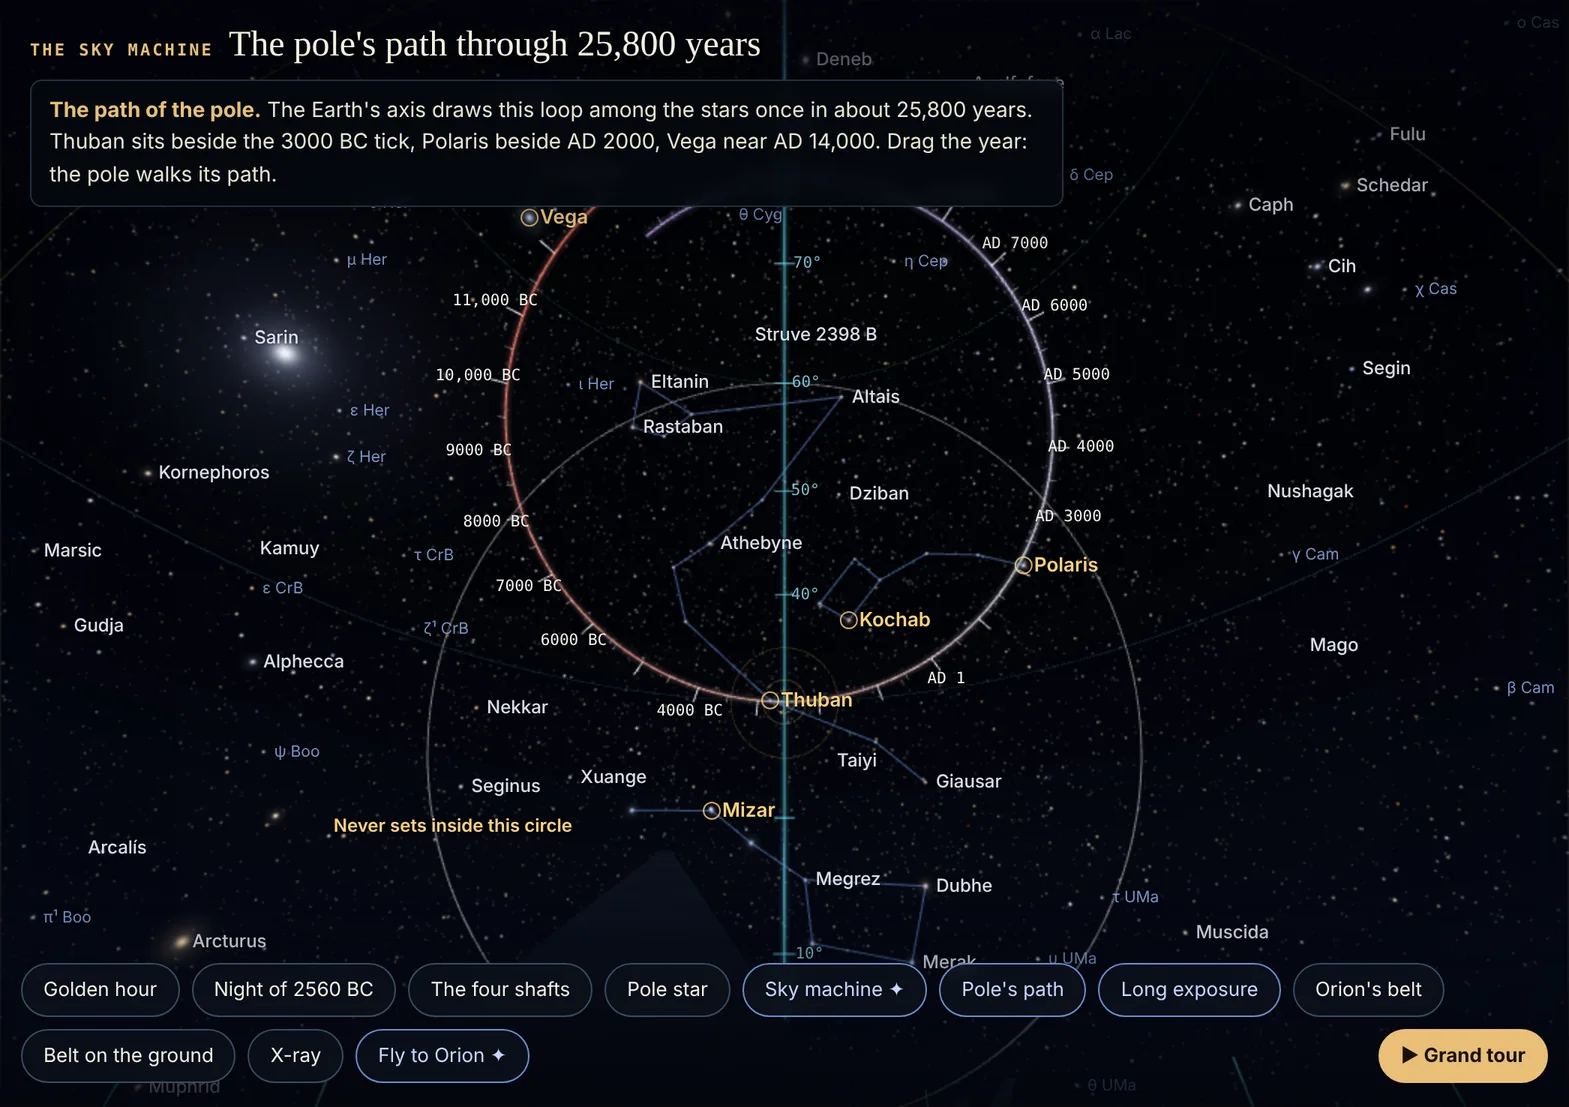 THE SKY MACHINE The pole's path through 25,800 years
o Cas
α Lac
Deneb
The path of the pole. The Earth's axis draws this loop among the stars once in about 25,800 years.
Thuban sits beside the 3000 BC tick, Polaris beside AD 2000, Vega near AD 14,000. Drag the year:
the pole walks its path.
Fulu
δ Cep
Schedar
Caph
Vega
θ Cyg
AD 7000
μ Her
70°
η Cep
Cih
χ Cas
11,000 BC
AD 6000
Sarin
Struve 2398 B
Segin
10,000 BC
ι Her
Eltanin
60°
Altais
AD 5000
ε Her
Rastaban
9000 BC
AD 4000
ζ Her
Kornephoros
50°
Dziban
Nushagak
8000 BC
AD 3000
Marsic
Kamuy
τ CrB
Athebyne
γ Cam
Polaris
ε CrB
7000 BC
40°
Gudja
ζ¹ CrB
Kochab
6000 BC
Mago
Alphecca
AD 1
β Cam
Nekkar
4000 BC
Thuban
ψ Boo
Taiyi
Seginus
Xuange
Giausar
Mizar
Never sets inside this circle
Arcalís
Megrez
Dubhe
τ UMa
π¹ Boo
Muscida
Arcturus
10°
Merak
υ UMa
Golden hour
Night of 2560 BC
The four shafts
Pole star
Sky machine ✦
Pole's path
Long exposure
Orion's belt
Belt on the ground
X-ray
Fly to Orion ✦
▶ Grand tour
Muphrid
θ UMa